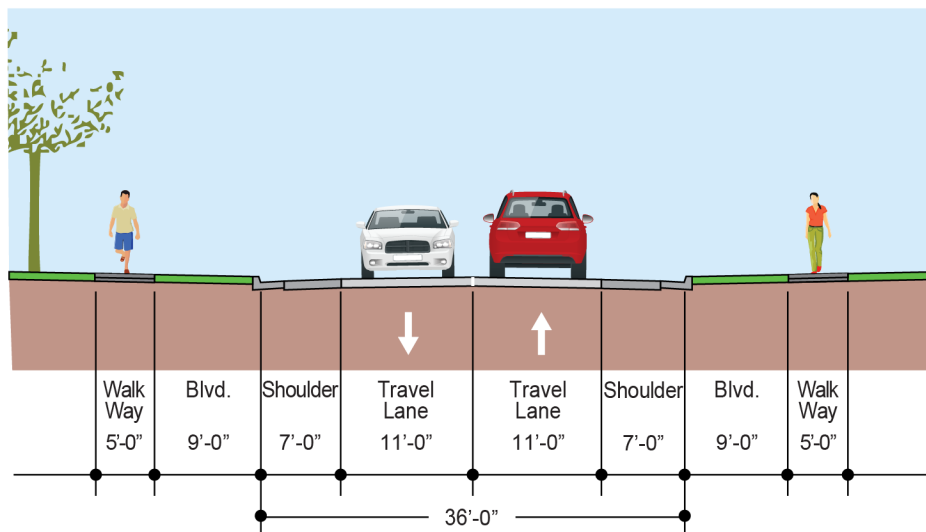 Walk
Way
5'-0”
Blvd.
9'-0”
Shoulder
7'-0”
Travel
Lane
11'-0”
Travel
Lane
11'-0”
Shoulder
7'-0”
Blvd.
9'-0”
Walk
Way
5'-0”
36'-0”